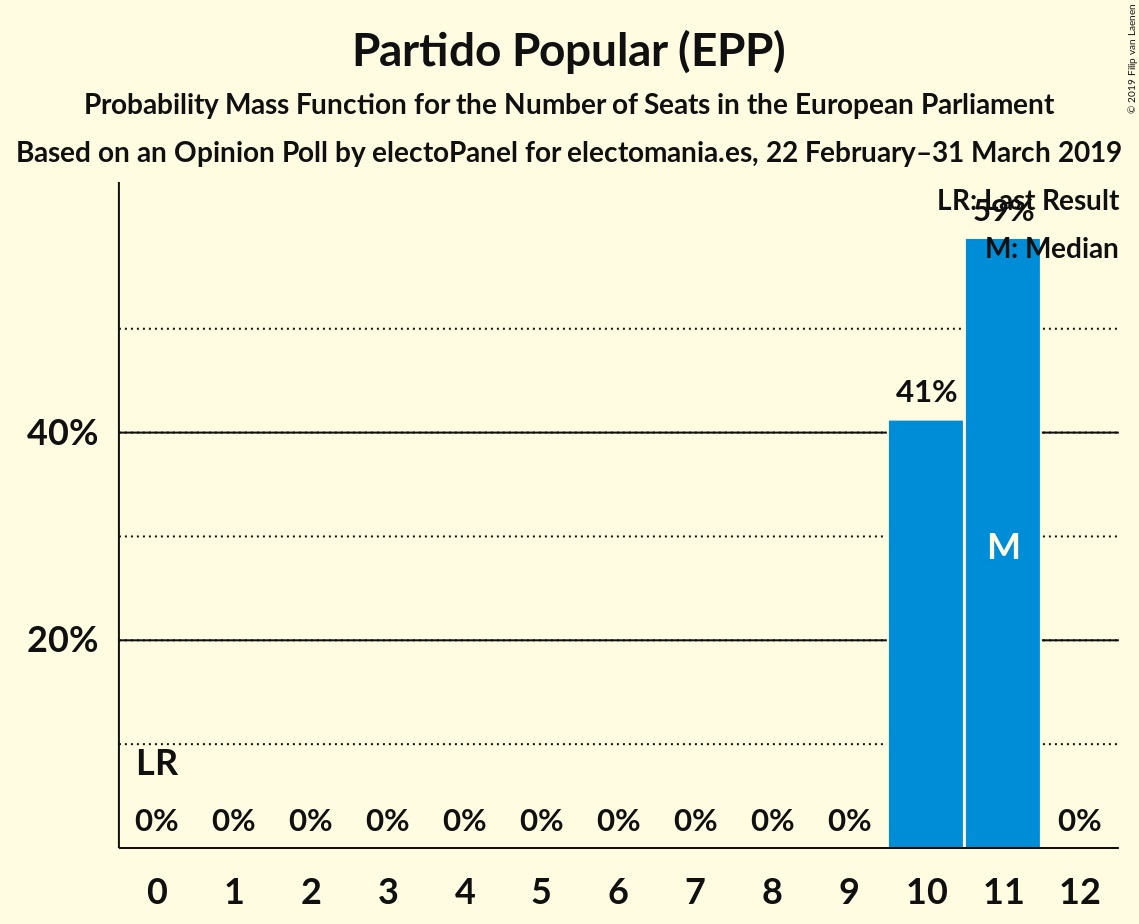 Partido Popular (EPP)
Probability Mass Function for the Number of Seats in the European Parliament
Based on an Opinion Poll by electoPanel for electomania.es, 22 February–31 March 2019
© 2019 Filip van Laenen
LR: Last Result
59%
M: Median
41%
40%
M
20%
LR
0% 0% 0% 0% 0% 0% 0% 0% 0% 0% 0%
0 1 2 3 4 5 6 7 8 9 10 11 12